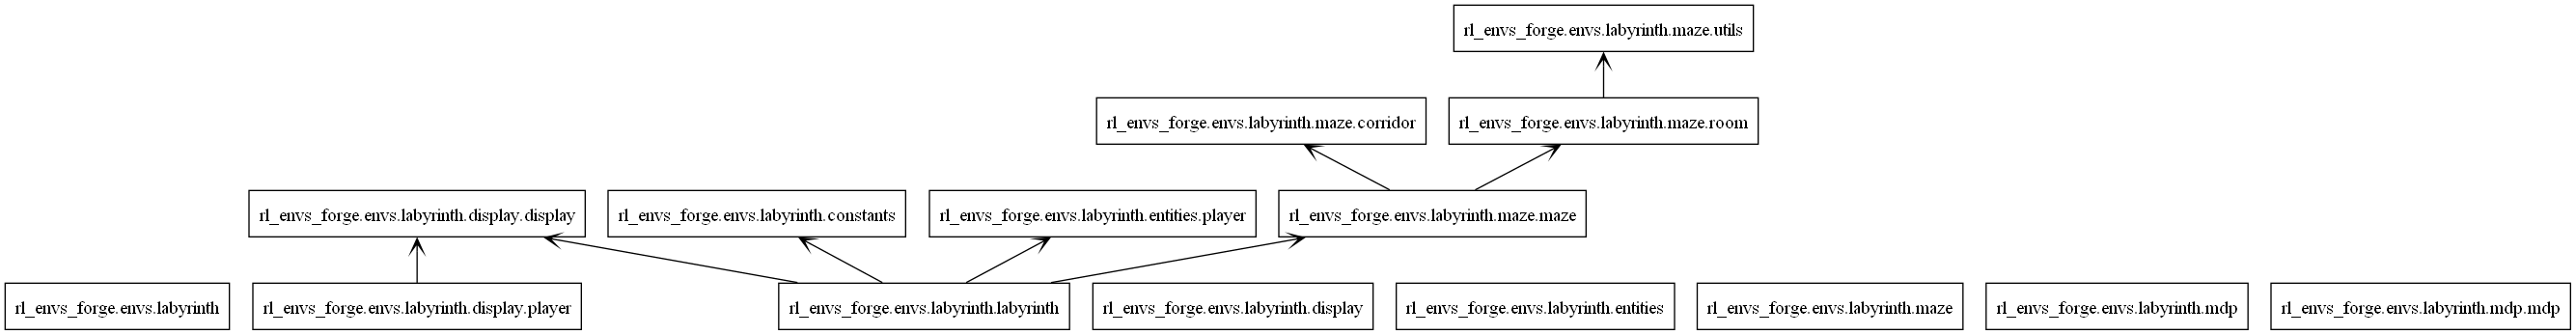 rl_envs_forge.envs.labyrinth.maze.utils
rl_envs_forge.envs.labyrinth.maze.corridor
rl_envs_forge.envs.labyrinth.maze.room
rl_envs_forge.envs.labyrinth.display.display
rl_envs_forge.envs.labyrinth.constants
rl_envs_forge.envs.labyrinth.entities.player
rl_envs_forge.envs.labyrinth.maze.maze
rl_envs_forge.envs.labyrinth
rl_envs_forge.envs.labyrinth.display.player
rl_envs_forge.envs.labyrinth.labyrinth
rl_envs_forge.envs.labyrinth.display
rl_envs_forge.envs.labyrinth.entities
rl_envs_forge.envs.labyrinth.maze
rl_envs_forge.envs.labyrinth.mdp
rl_envs_forge.envs.labyrinth.mdp.mdp